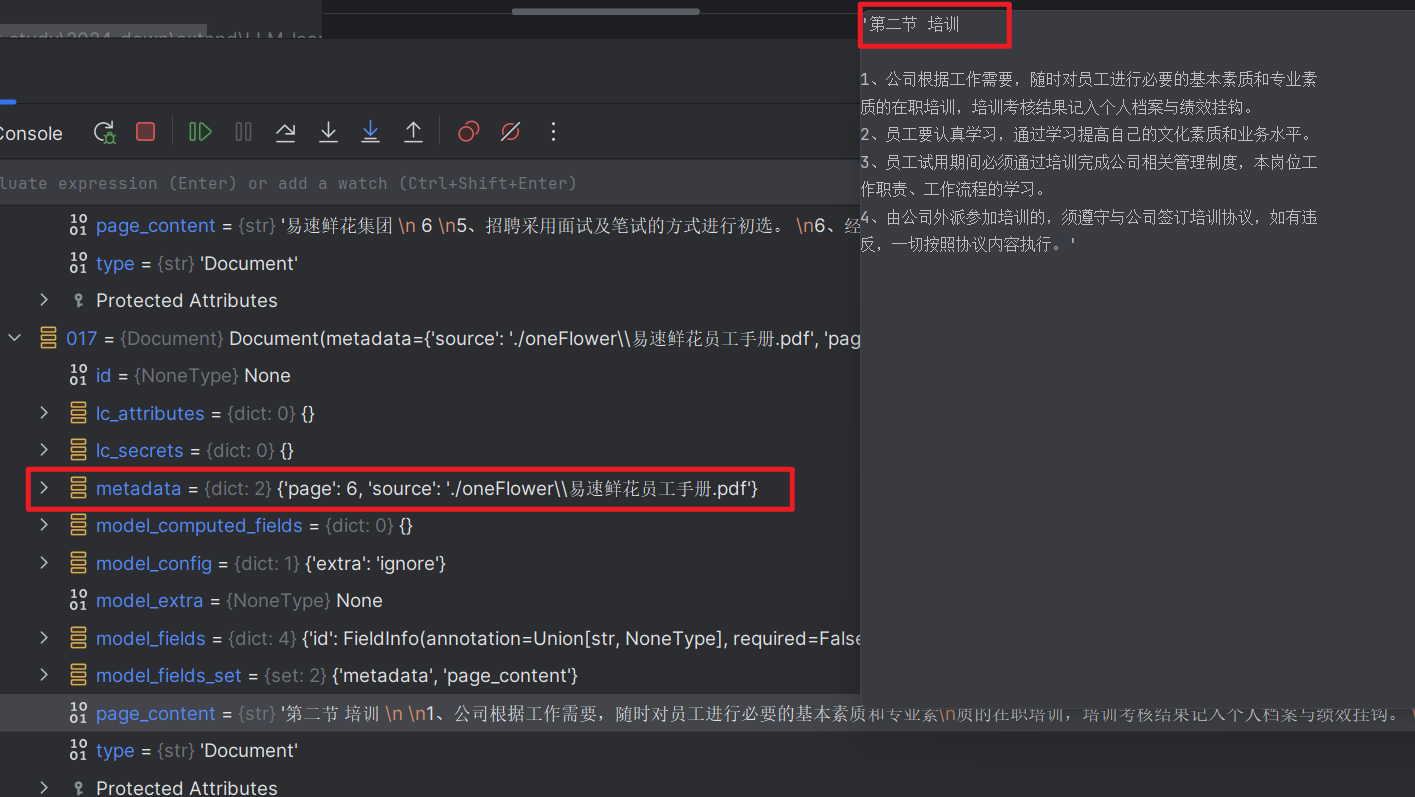 '第二节 培训
1、公司根据工作需要，随时对员工进行必要的基本素质和专业素
质的在职培训，培训考核结果记入个人档案与绩效挂钩。
2、员工要认真学习，通过学习提高自己的文化素质和业务水平。
3、员工试用期间必须通过培训完成公司相关管理制度，本岗位工
作职责、工作流程的学习。
4、由公司外派参加培训的，须遵守与公司签订培训协议，如有违
反，一切按照协议内容执行。'
Console
luate expression (Enter) or add a watch (Ctrl+Shift+Enter)
page_content = {str} '易速鲜花集团 \n 6 \n5、招聘采用面试及笔试的方式进行初选。 \n6、经
type = {str} 'Document'
Protected Attributes
017 = {Document} Document(metadata={'source': './oneFlower\\易速鲜花员工手册.pdf', 'pag
id = {NoneType} None
lc_attributes = {dict: 0} {}
lc_secrets = {dict: 0} {}
metadata = {dict: 2} {'page': 6, 'source': './oneFlower\\易速鲜花员工手册.pdf'}
model_computed_fields = {dict: 0} {}
model_config = {dict: 1} {'extra': 'ignore'}
model_extra = {NoneType} None
model_fields = {dict: 4} {'id': FieldInfo(annotation=Union[str, NoneType], required=False
model_fields_set = {set: 2} {'metadata', 'page_content'}
page_content = {str} '第二节 培训 \n \n1、公司根据工作需要，随时对员工进行必要的基本素质和专业素\n质的在职培训，培训考核结果记入个人档案与绩效挂钩。
type = {str} 'Document'
Protected Attributes